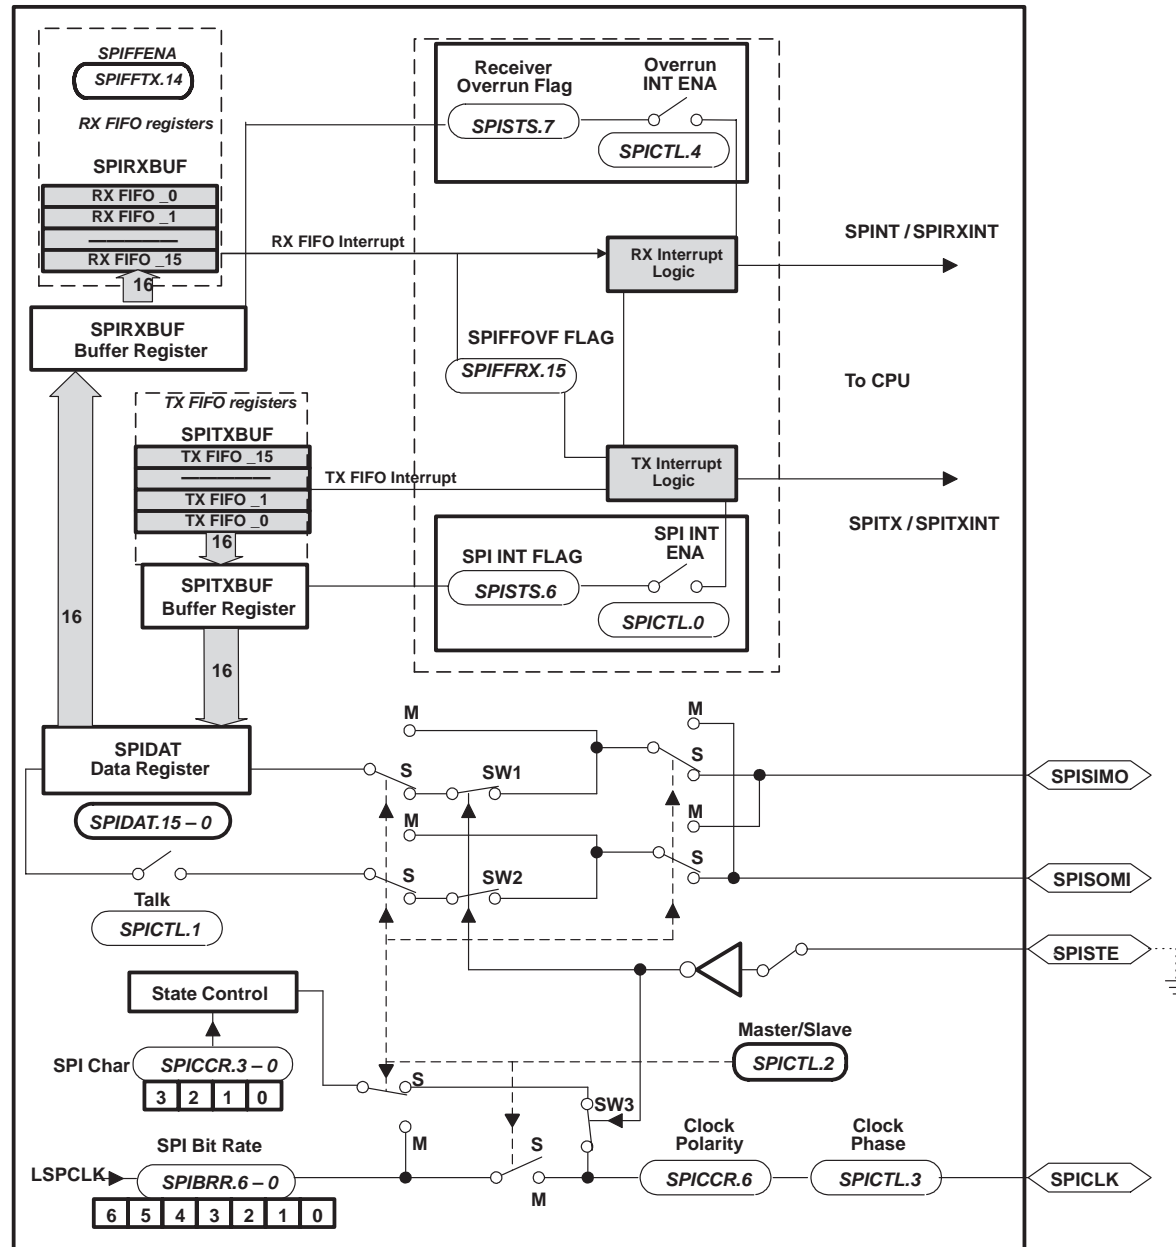 SPIFFENA
SPIFFTX.14
RX FIFO registers
SPIRXBUF
RX FIFO _0
RX FIFO _1
RX FIFO _15
16
SPIRXBUF
Buffer Register
Receiver
Overrun Flag
SPISTS.7
Overrun
INT ENA
SPICTL.4
RX FIFO Interrupt
RX Interrupt
Logic
SPINT / SPIRXINT
SPIFFOVF FLAG
SPIFFRX.15
To CPU
TX FIFO registers
SPITXBUF
TX FIFO _15
TX FIFO _1
TX FIFO _0
16
TX FIFO Interrupt
TX Interrupt
Logic
SPITX / SPITXINT
SPITXBUF
Buffer Register
SPI INT FLAG
SPISTS.6
SPI INT
ENA
SPICTL.0
16
16
SPIDAT
Data Register
SPIDAT.15 – 0
M
S
SW1
M
S
SPISIMO
M
S
SW2
M
S
SPISOMI
Talk
SPICTL.1
SPISTE
State Control
SPI Char
SPICCR.3 – 0
3 2 1 0
Master/Slave
SPICTL.2
S
M
SW3
SPI Bit Rate
LSPCLK
SPIBRR.6 – 0
6 5 4 3 2 1 0
S
M
Clock
Polarity
SPICCR.6
Clock
Phase
SPICTL.3
SPICLK